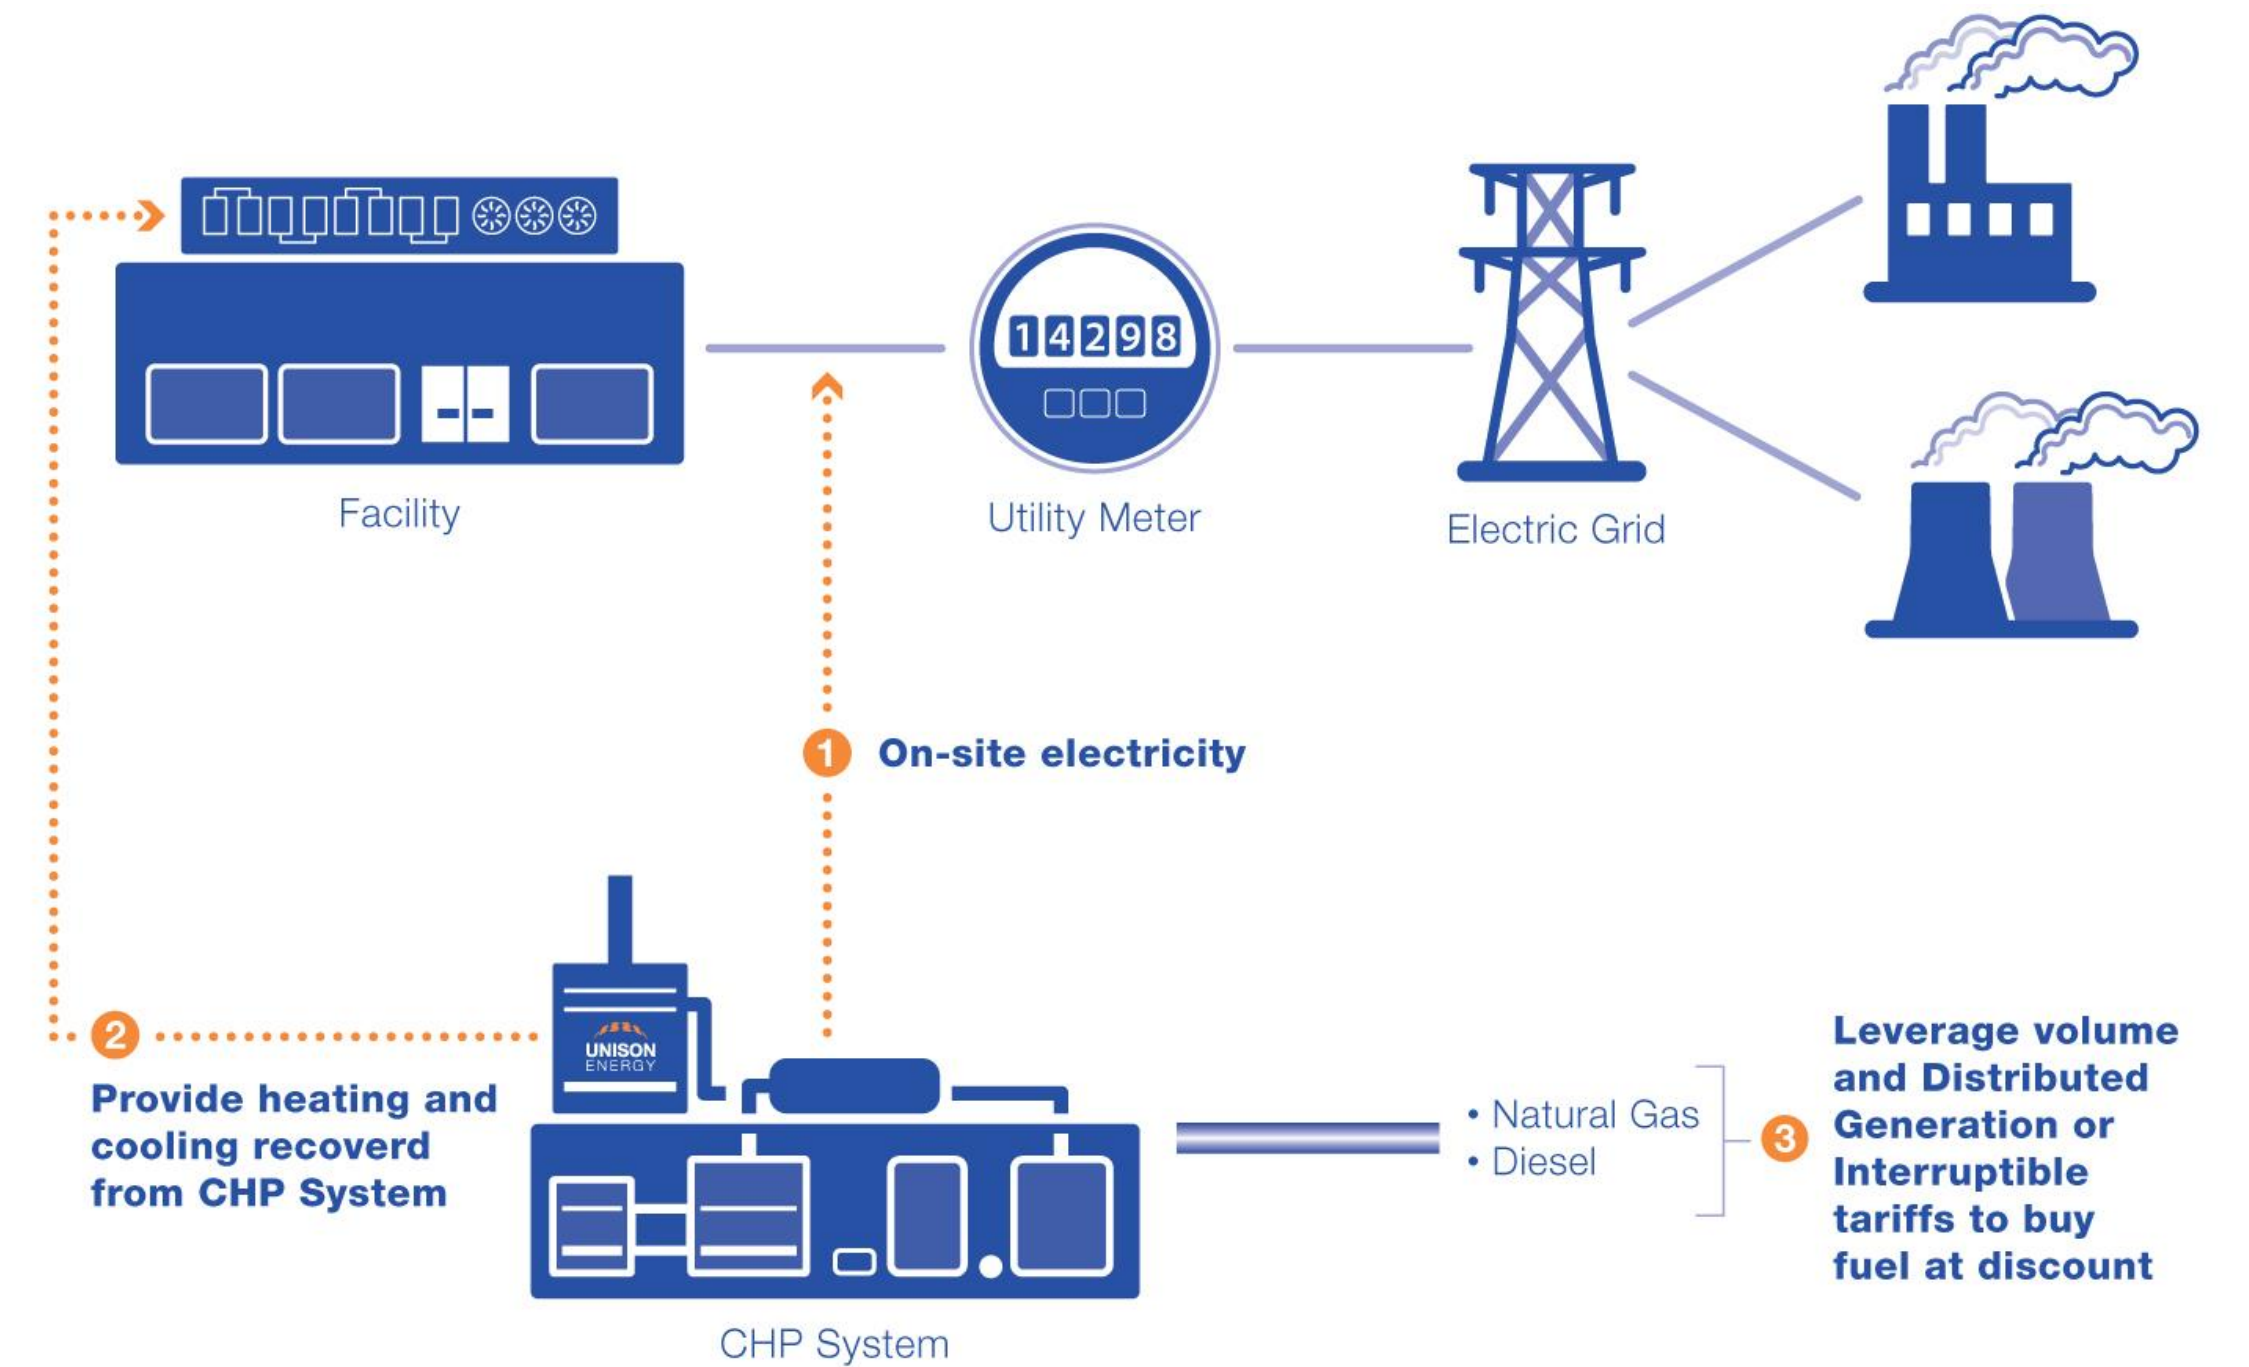 14298
Facility
Utility Meter
Electric Grid
1 On-site electricity
2
Provide heating and
cooling recoverd
from CHP System
UNISON
ENERGY
CHP System
• Natural Gas
• Diesel
3
Leverage volume
and Distributed
Generation or
Interruptible
tariffs to buy
fuel at discount